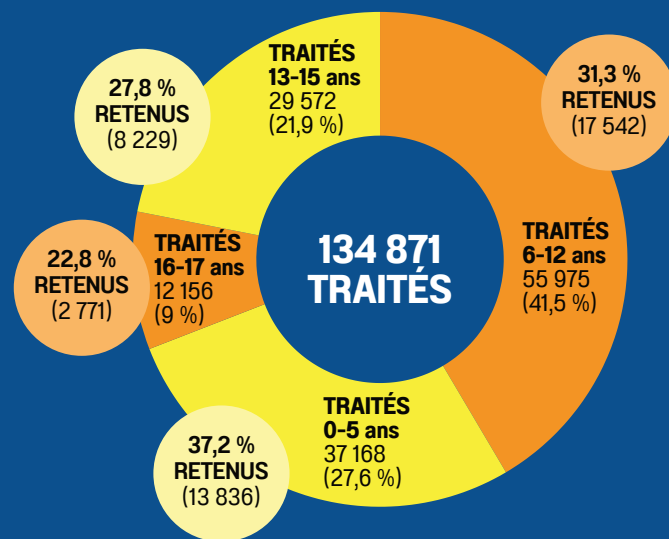 TRAITÉS
13-15 ans
29 572
(21,9 %)
27,8 %
RETENUS
(8 229)
31,3 %
RETENUS
(17 542)
TRAITÉS
16-17 ans
12 156
(9 %)
22,8 %
RETENUS
(2 771)
134 871
TRAITÉS
TRAITÉS
6-12 ans
55 975
(41,5 %)
TRAITÉS
0-5 ans
37 168
(27,6 %)
37,2 %
RETENUS
(13 836)